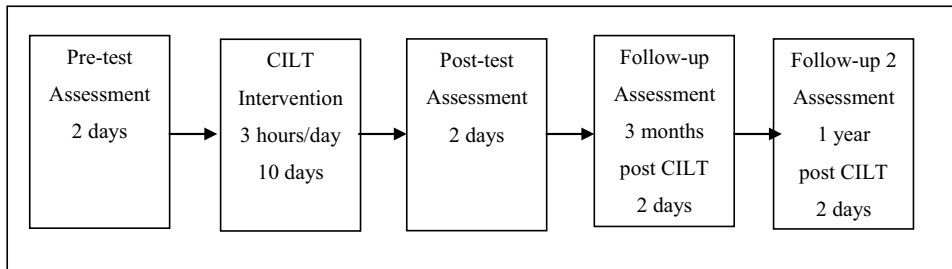 Pre-test
Assessment
2 days
CILT
Intervention
3 hours/day
10 days
Post-test
Assessment
2 days
Follow-up
Assessment
3 months
post CILT
2 days
Follow-up 2
Assessment
1 year
post CILT
2 days